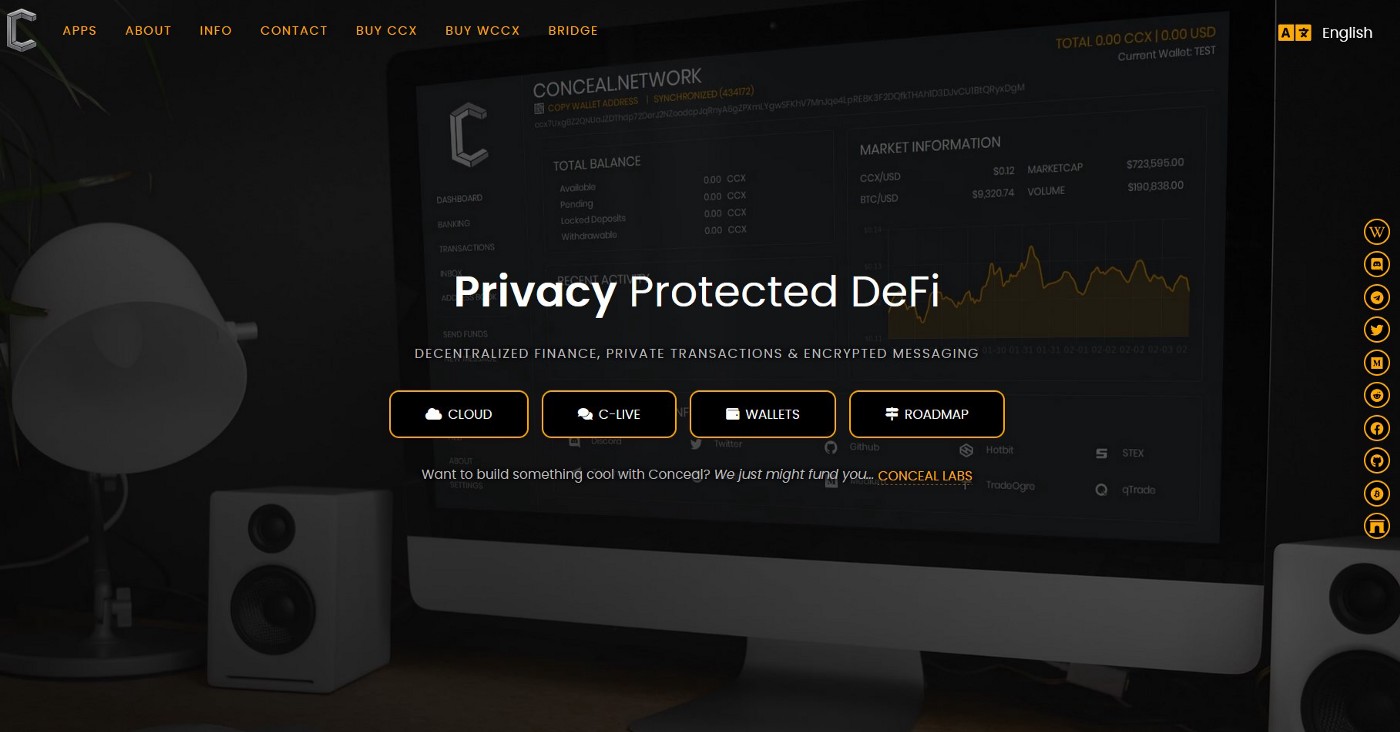 APPS ABOUT INFO CONTACT BUY CCX BUY WCCX BRIDGE
English
TOTAL 0.00 CCX | 0.00 USD
Current Wallet: TEST
CONCEAL.NETWORK
COPY WALLET ADDRESS | SYNCHRONIZED (434172)
TOTAL BALANCE
Available 0.00 CCX
Pending 0.00 CCX
Locked Deposits 0.00 CCX
Withdrawable 0.00 CCX
MARKET INFORMATION
CCX/USD $0.12 MARKETCAP $723,595.00
BTC/USD $9,320.74 VOLUME $190,838.00
DASHBOARD
BANKING
TRANSACTIONS
INBOX
RECENT ACTIVITY
Privacy Protected DeFi
SEND FUNDS
DECENTRALIZED FINANCE, PRIVATE TRANSACTIONS & ENCRYPTED MESSAGING
CLOUD C-LIVE WALLETS ROADMAP
Discord Twitter Github Hotbit STEX
ABOUT
Want to build something cool with Conceal? We just might fund you... CONCEAL LABS
SETTINGS
TradeOgre qTrade